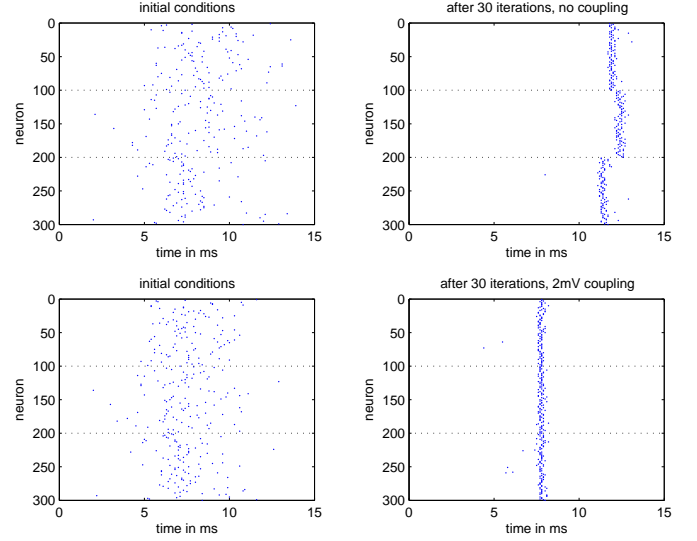 initial conditions
0
50
100
150
200
250
300
neuron
0 5 10 15
time in ms
after 30 iterations, no coupling
0
50
100
150
200
250
300
neuron
0 5 10 15
time in ms
initial conditions
0
50
100
150
200
250
300
neuron
0 5 10 15
time in ms
after 30 iterations, 2mV coupling
0
50
100
150
200
250
300
neuron
0 5 10 15
time in ms